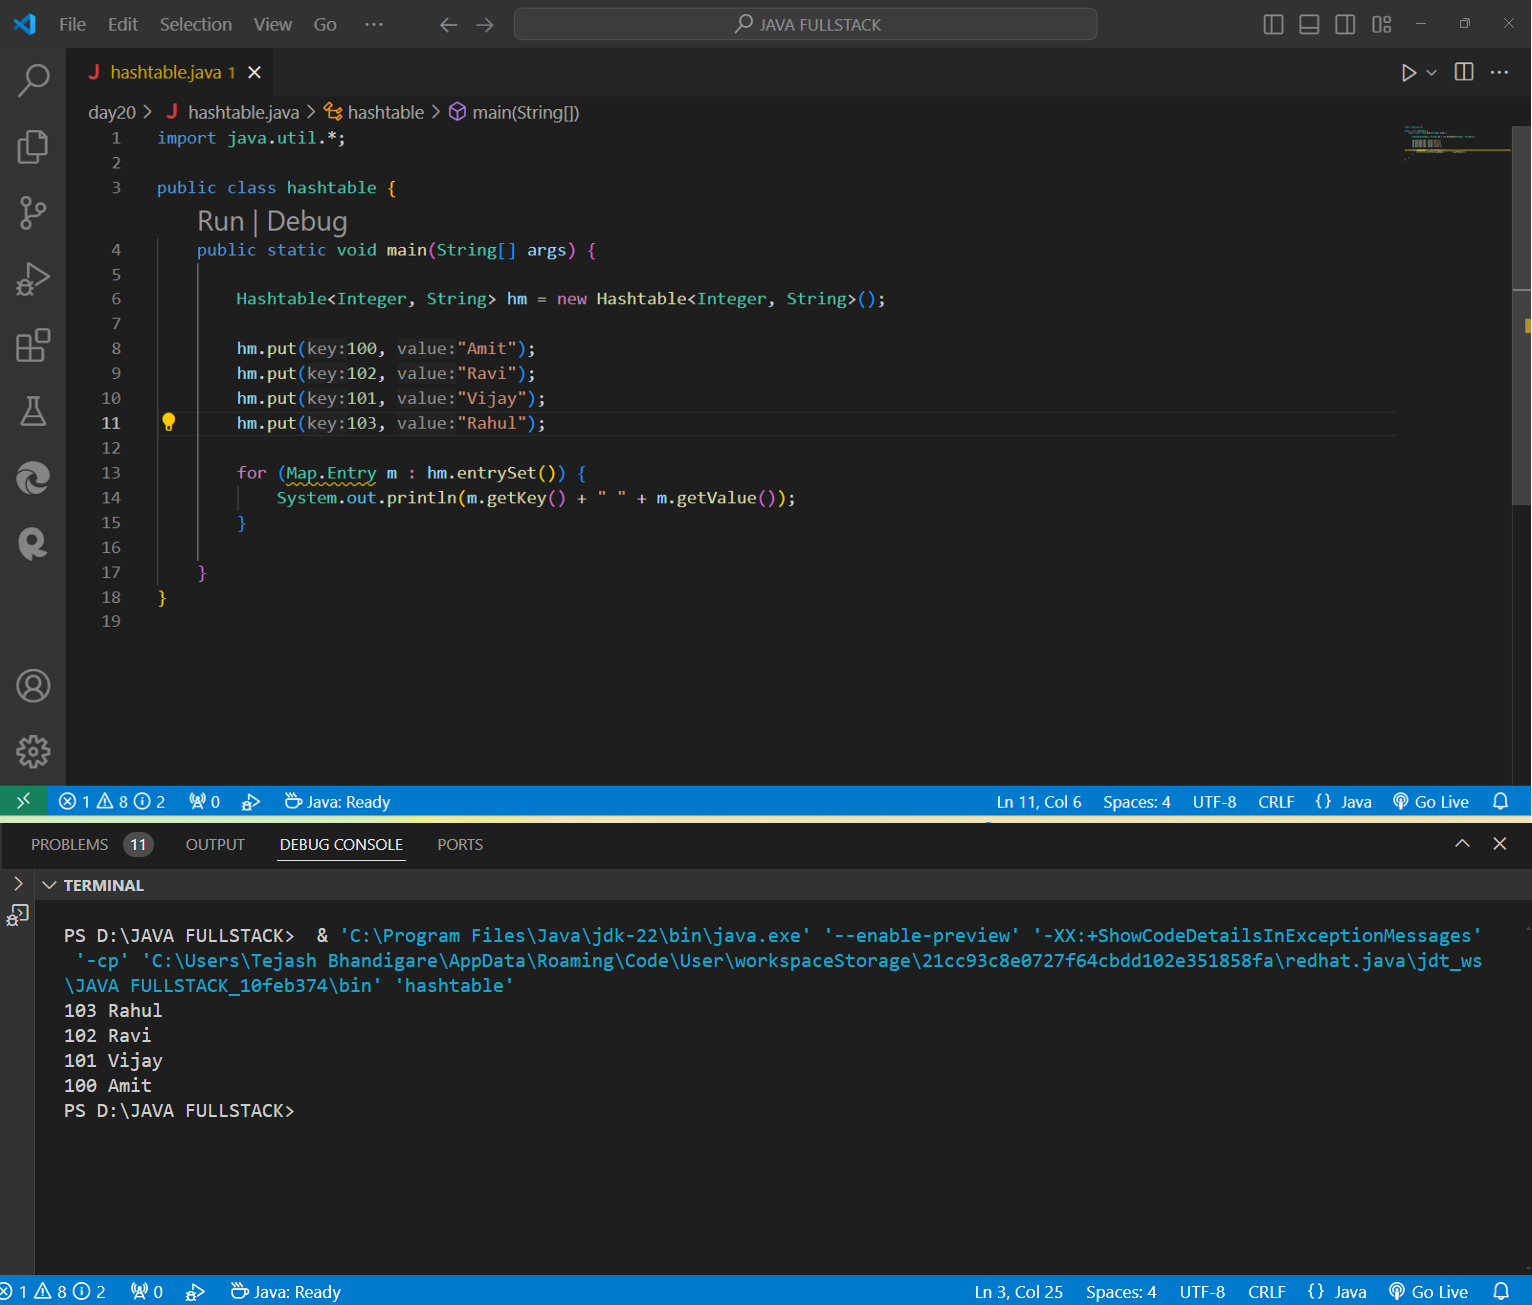 File Edit Selection View Go ··· JAVA FULLSTACK
hashtable.java 1
day20 > J hashtable.java > hashtable > main(String[])
1 import java.util.*;
2
3 public class hashtable {
Run | Debug
4 public static void main(String[] args) {
5
6 Hashtable<Integer, String> hm = new Hashtable<Integer, String>();
7
8 hm.put(key:100, value:"Amit");
9 hm.put(key:102, value:"Ravi");
10 hm.put(key:101, value:"Vijay");
11 hm.put(key:103, value:"Rahul");
12
13 for (Map.Entry m : hm.entrySet()) {
14 System.out.println(m.getKey() + " " + m.getValue());
15 }
16
17 }
18 }
19
1 8 2 0 Java: Ready Ln 11, Col 6 Spaces: 4 UTF-8 CRLF {} Java Go Live
PROBLEMS 11 OUTPUT DEBUG CONSOLE PORTS
TERMINAL
PS D:\JAVA FULLSTACK> & 'C:\Program Files\Java\jdk-22\bin\java.exe' '--enable-preview' '-XX:+ShowCodeDetailsInExceptionMessages'
'-cp' 'C:\Users\Tejash Bhandigare\AppData\Roaming\Code\User\workspaceStorage\21cc93c8e0727f64cbdd102e351858fa\redhat.java\jdt_ws
\JAVA FULLSTACK_10feb374\bin' 'hashtable'
103 Rahul
102 Ravi
101 Vijay
100 Amit
PS D:\JAVA FULLSTACK>
1 8 2 0 Java: Ready Ln 3, Col 25 Spaces: 4 UTF-8 CRLF {} Java Go Live